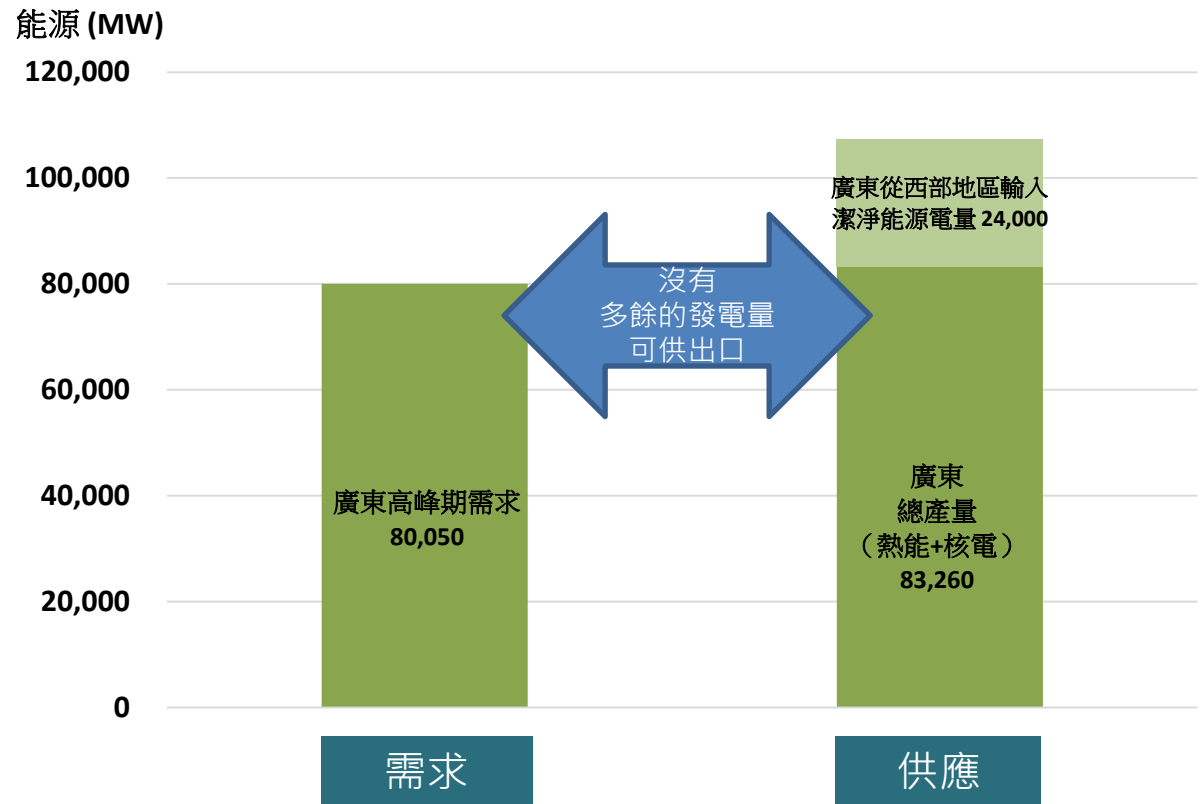 能源 (MW)
120,000
100,000
80,000
60,000
40,000
20,000
0
廣東高峰期需求
80,050
沒有
多餘的發電量
可供出口
廣東從西部地區輸入
潔淨能源電量 24,000
廣東
總產量
（熱能+核電）
83,260
需求
供應